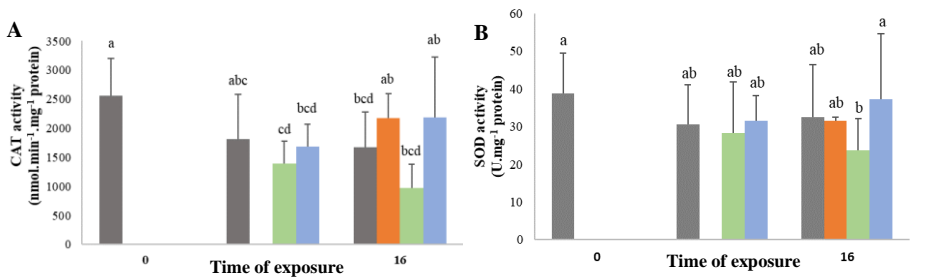 A
CAT activity
(nmol.min-1.mg-1 protein)
3500
3000
2500
2000
1500
1000
500
0
a
abc
cd
bcd
bcd
ab
bcd
ab
0
16
Time of exposure
B
SOD activity
(U.mg-1 protein)
60
50
40
30
20
10
0
a
ab
ab
ab
ab
ab
b
a
0
16
Time of exposure